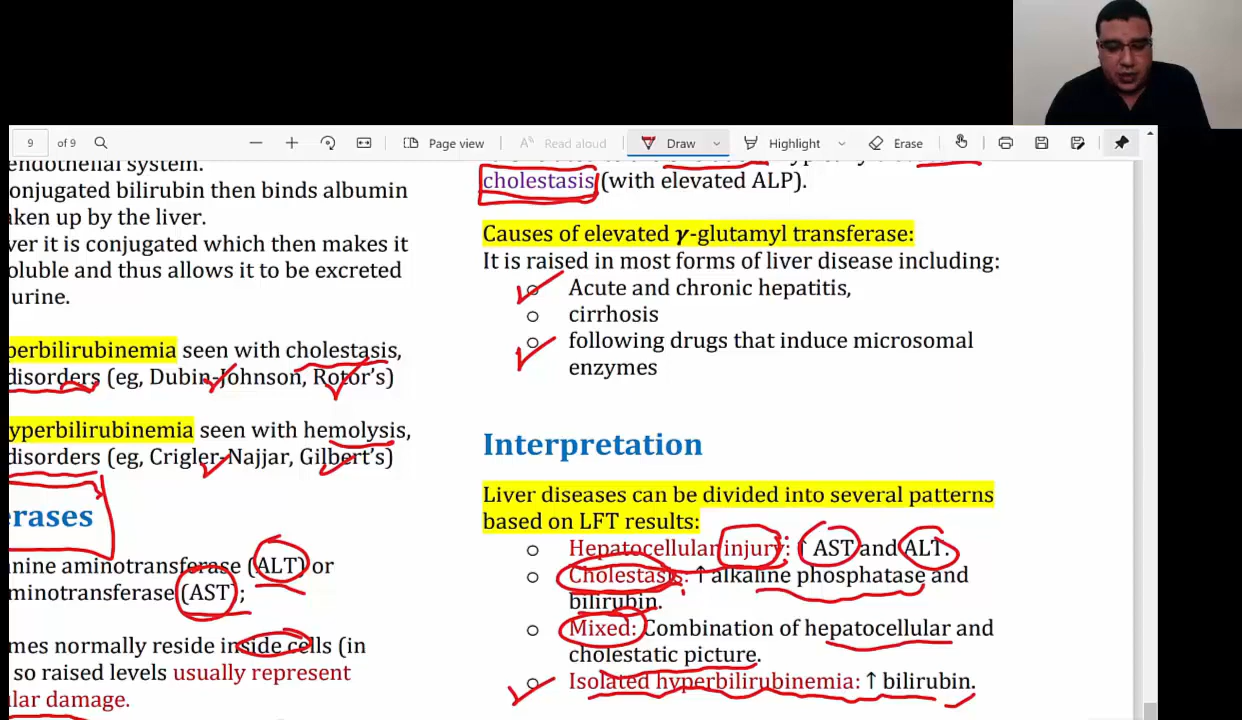 9 of 9 Page view Read aloud Draw Highlight Erase
endothelial system.
onjugated bilirubin then binds albumin
aken up by the liver.
ver it is conjugated which then makes it
oluble and thus allows it to be excreted
urine.
perbilirubinemia seen with cholestasis,
disorders (eg, Dubin-Johnson, Rotor's)
yperbilirubinemia seen with hemolysis,
disorders (eg, Crigler-Najjar, Gilbert's)
erases
anine aminotransferase (ALT) or
minotransferase (AST) ;
mes normally reside inside cells (in
so raised levels usually represent
lar damage.
cholestasis (with elevated ALP).
Causes of elevated γ-glutamyl transferase:
It is raised in most forms of liver disease including:
o Acute and chronic hepatitis,
o cirrhosis
o following drugs that induce microsomal
enzymes
Interpretation
Liver diseases can be divided into several patterns
based on LFT results:
o Hepatocellular injury: ↑ AST and ALT.
o Cholestasis: ↑ alkaline phosphatase and
bilirubin.
o Mixed: Combination of hepatocellular and
cholestatic picture.
o Isolated hyperbilirubinemia: ↑ bilirubin.